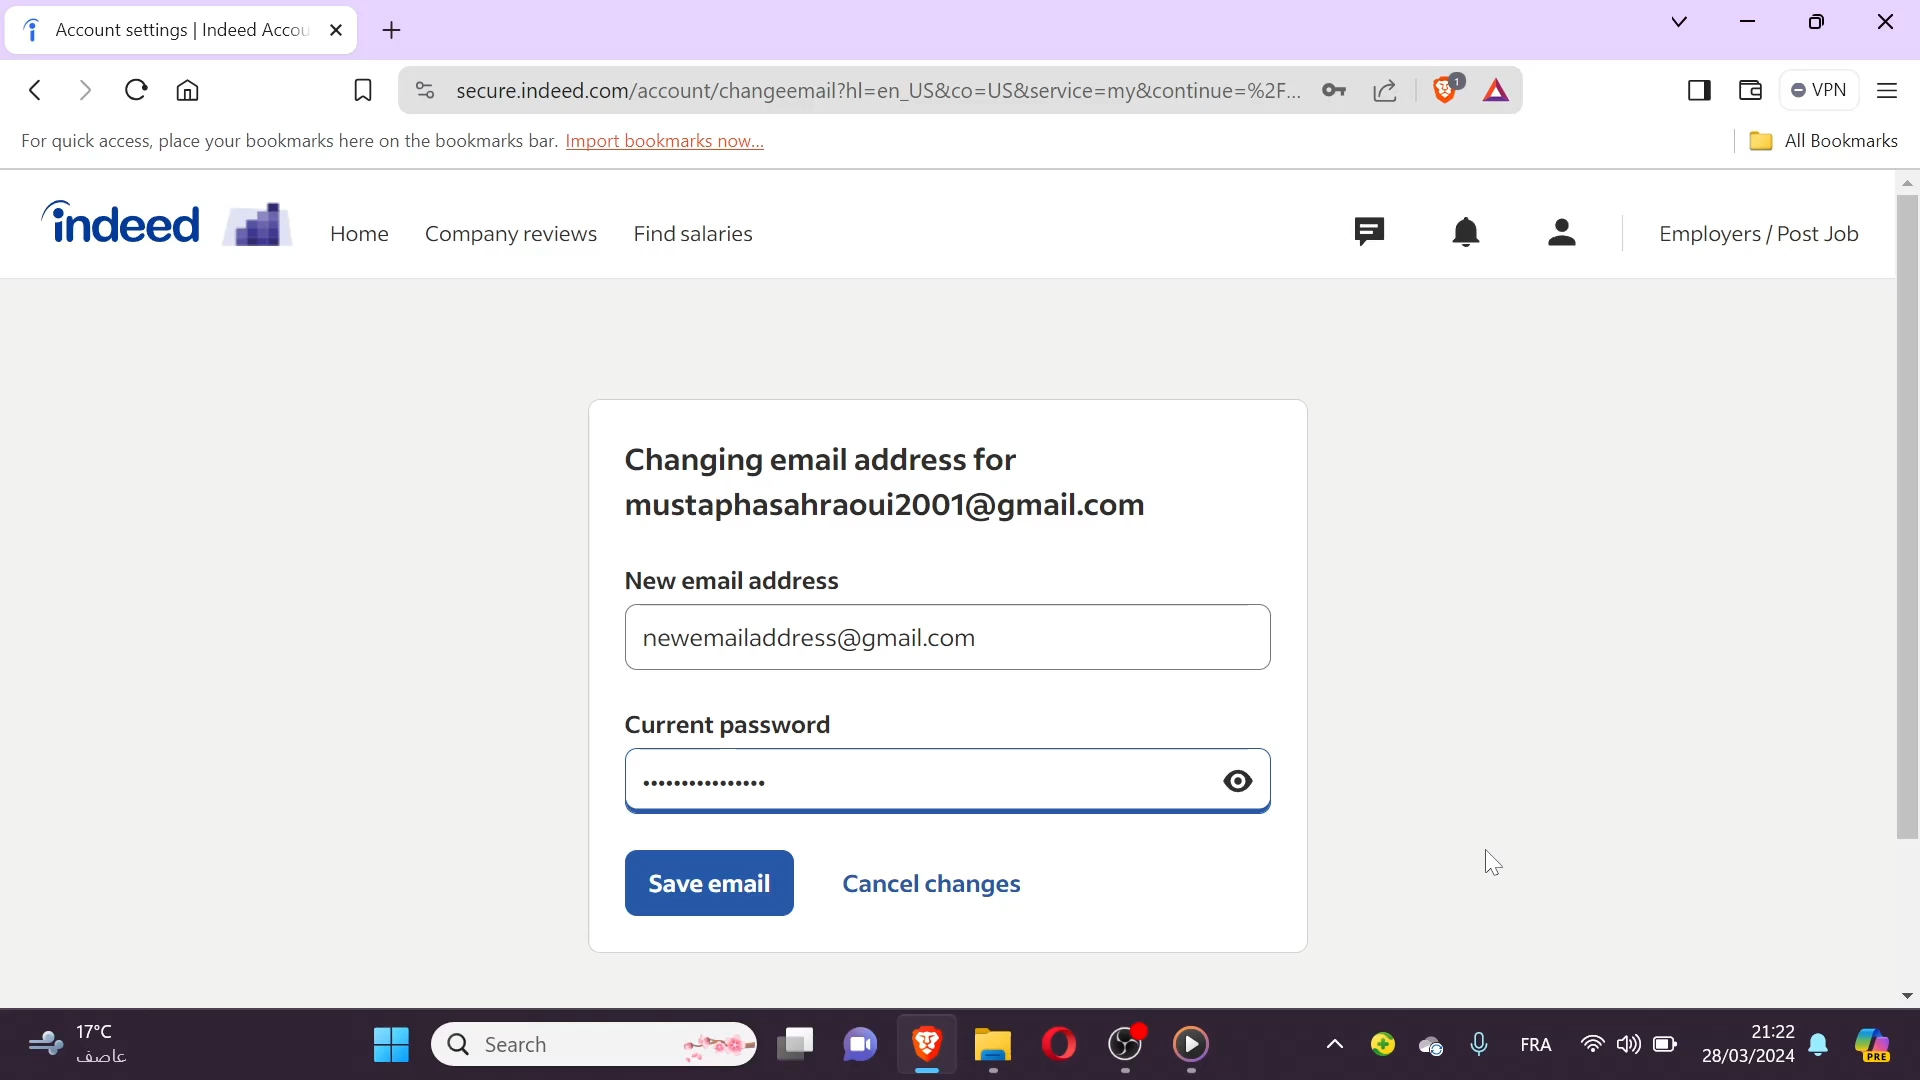 Account settings | Indeed Accou
secure.indeed.com/account/changeemail?hl=en_US&co=US&service=my&continue=%2F...
1
VPN
For quick access, place your bookmarks here on the bookmarks bar. Import bookmarks now...
All Bookmarks
indeed
Home
Company reviews
Find salaries
Employers / Post Job
Changing email address for
mustaphasahraoui2001@gmail.com
New email address
newemailaddress@gmail.com
Current password
••••••••••••••••
Save email
Cancel changes
17°C
عاصف
Search
FRA
21:22
28/03/2024
PRE